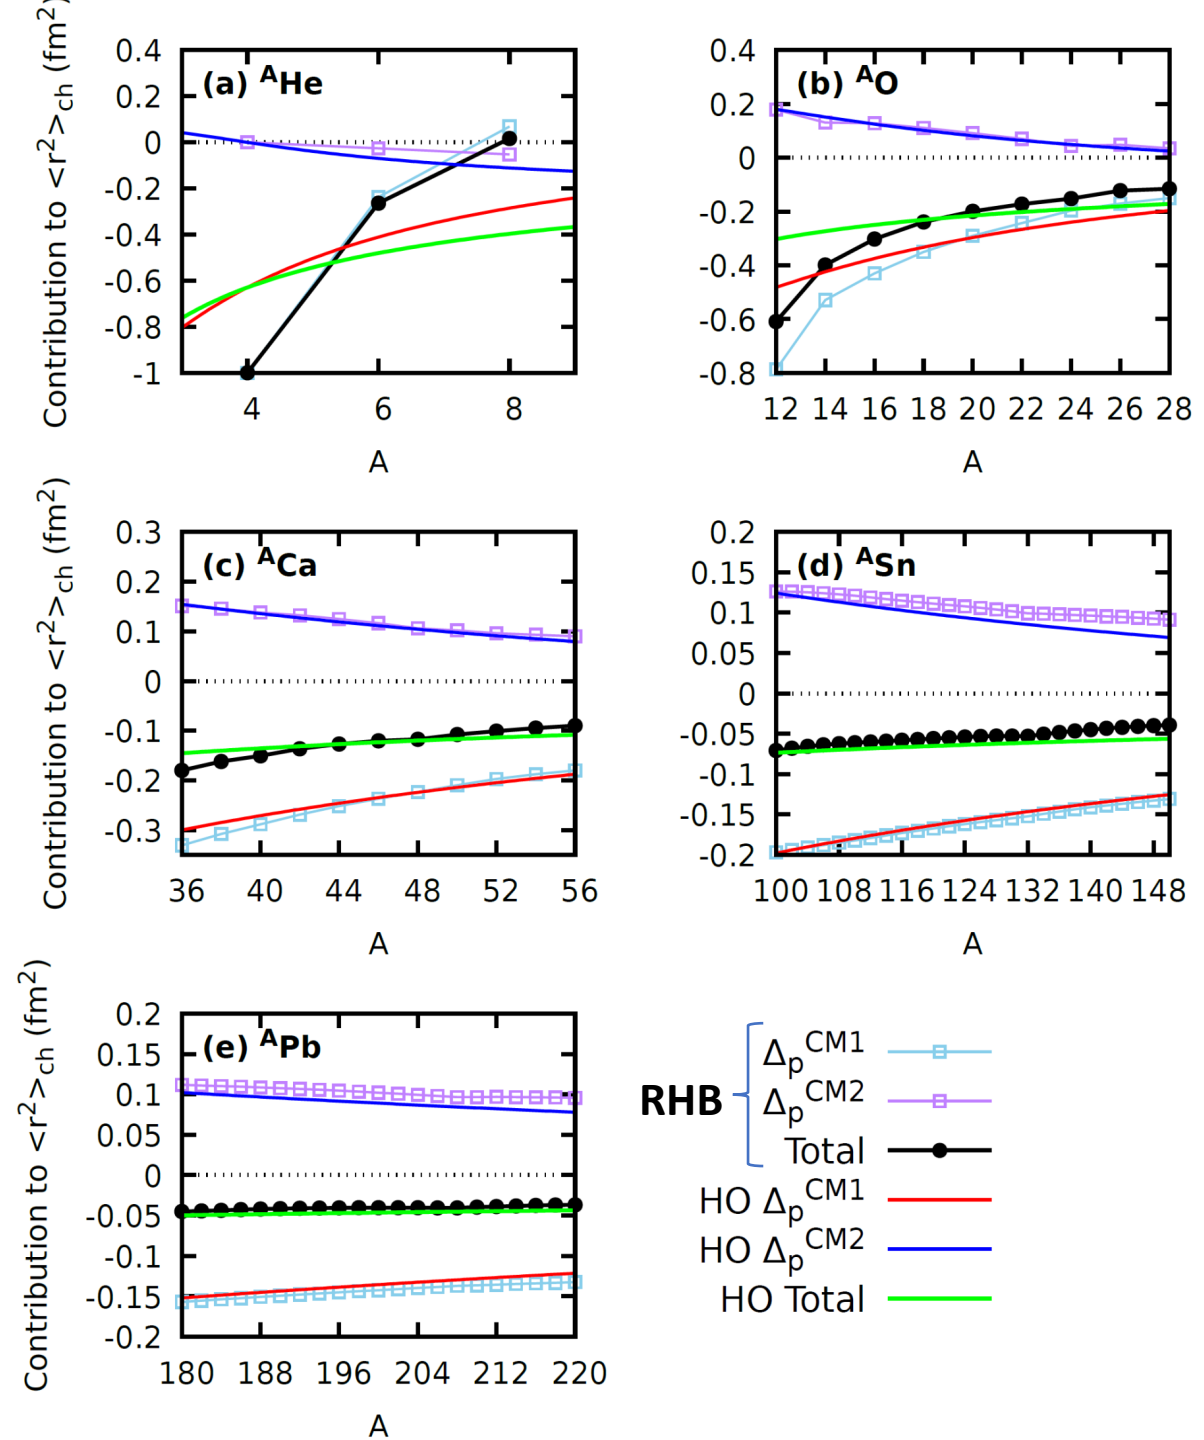 Contribution to <r²>ch (fm²)
(a) ᴬHe
0.4
0.2
0
-0.2
-0.4
-0.6
-0.8
-1
4 6 8
A
(b) ᴬO
0.4
0.2
0
-0.2
-0.4
-0.6
-0.8
12 14 16 18 20 22 24 26 28
A
Contribution to <r²>ch (fm²)
(c) ᴬCa
0.3
0.2
0.1
0
-0.1
-0.2
-0.3
36 40 44 48 52 56
A
(d) ᴬSn
0.2
0.15
0.1
0.05
0
-0.05
-0.1
-0.15
-0.2
100 108 116 124 132 140 148
A
Contribution to <r²>ch (fm²)
(e) ᴬPb
0.2
0.15
0.1
0.05
0
-0.05
-0.1
-0.15
-0.2
180 188 196 204 212 220
A
RHB
Δp^CM1
Δp^CM2
Total
HO Δp^CM1
HO Δp^CM2
HO Total